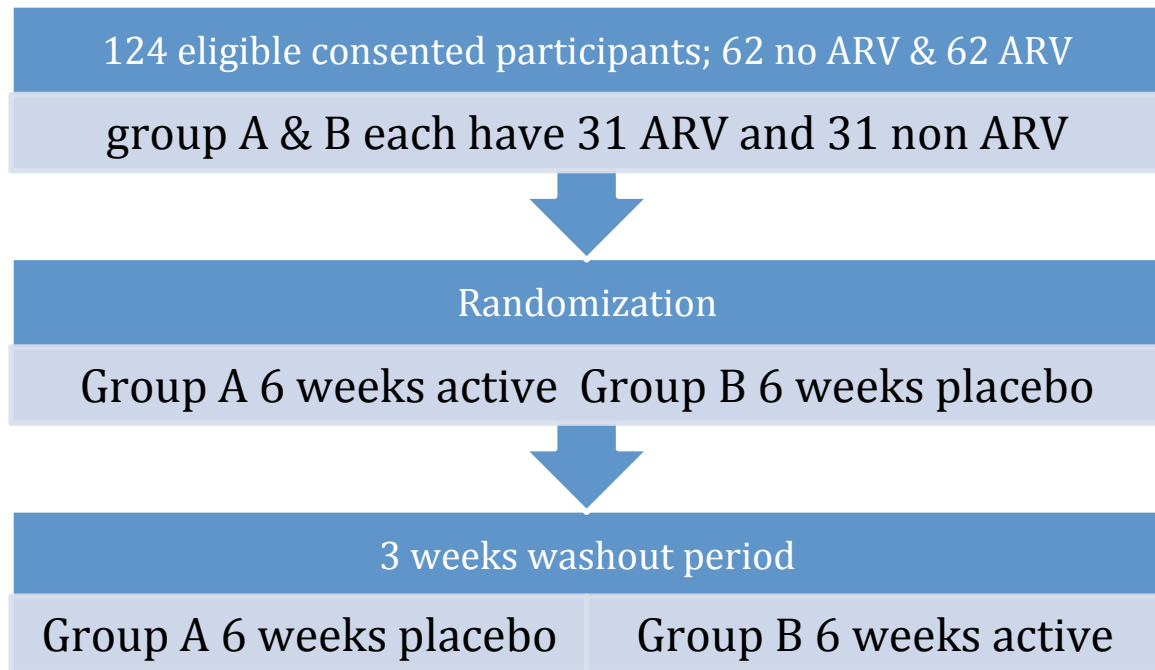 124 eligible consented participants; 62 no ARV & 62 ARV
group A & B each have 31 ARV and 31 non ARV
Randomization
Group A 6 weeks active  Group B 6 weeks placebo
3 weeks washout period
Group A 6 weeks placebo
Group B 6 weeks active